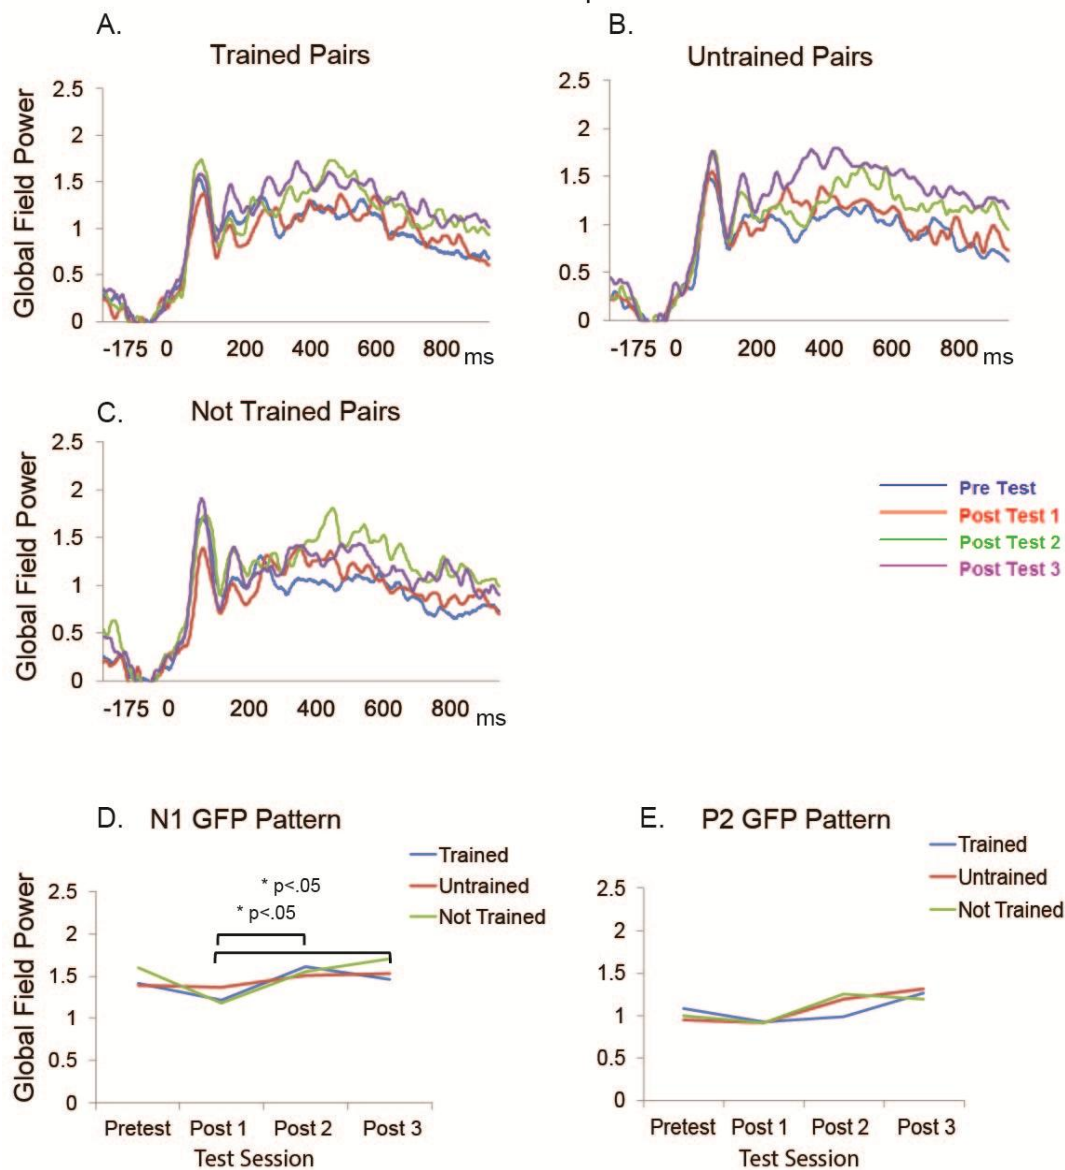 A.
Trained Pairs
Global Field Power
2.5
2
1.5
1
0.5
0
-175 0 200 400 600 800 ms
B.
Untrained Pairs
2.5
2
1.5
1
0.5
0
-175 0 200 400 600 800 ms
C. Not Trained Pairs
Global Field Power
2.5
2
1.5
1
0.5
0
-175 0 200 400 600 800 ms
Pre Test
Post Test 1
Post Test 2
Post Test 3
D. N1 GFP Pattern
Trained
Untrained
Not Trained
* p<.05
* p<.05
Global Field Power
2.5
2
1.5
1
0.5
0
Pretest Post 1 Post 2 Post 3
Test Session
E. P2 GFP Pattern
Trained
Untrained
Not Trained
2.5
2
1.5
1
0.5
0
Pretest Post 1 Post 2 Post 3
Test Session